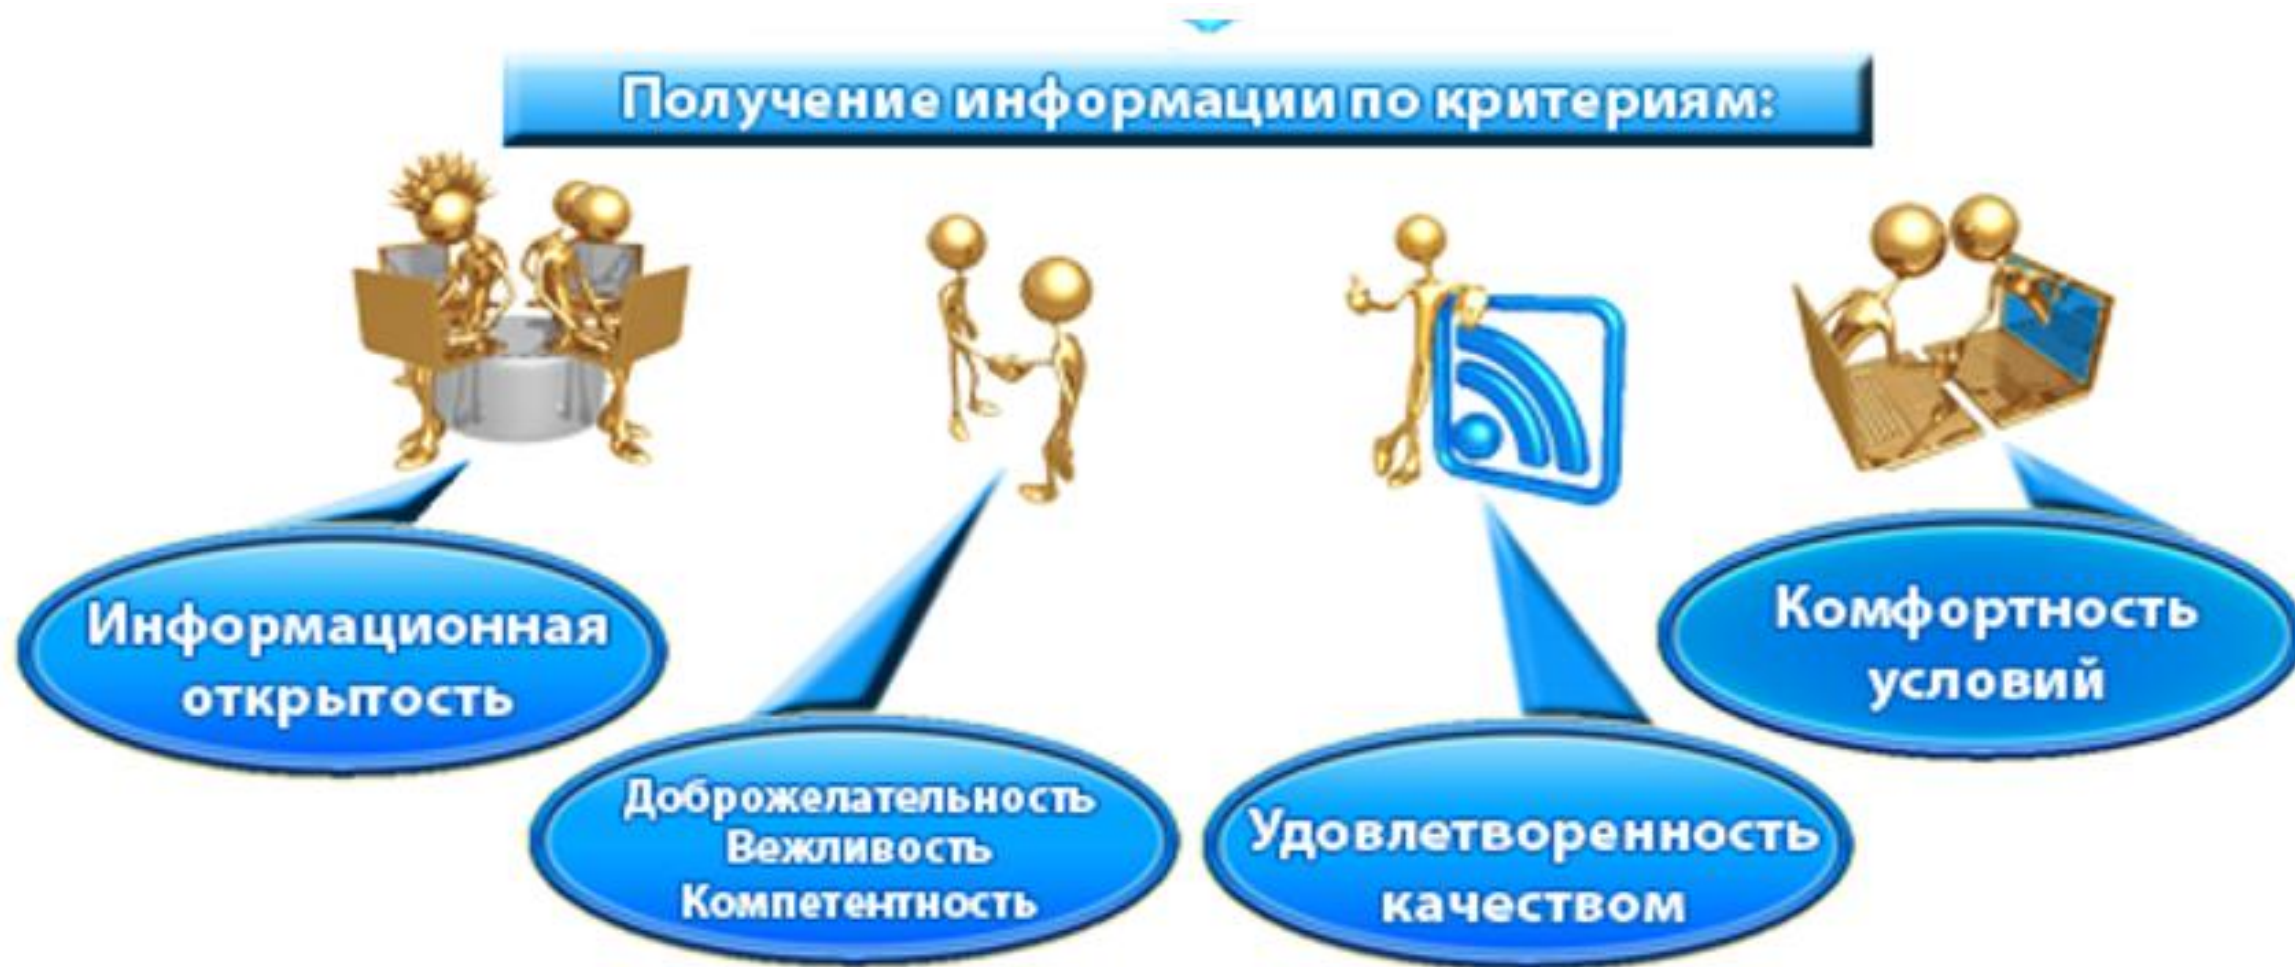 Получение информации по критериям:
Информационная
открытость
Доброжелательность
Вежливость
Компетентность
Удовлетворенность
качеством
Комфортность
условий